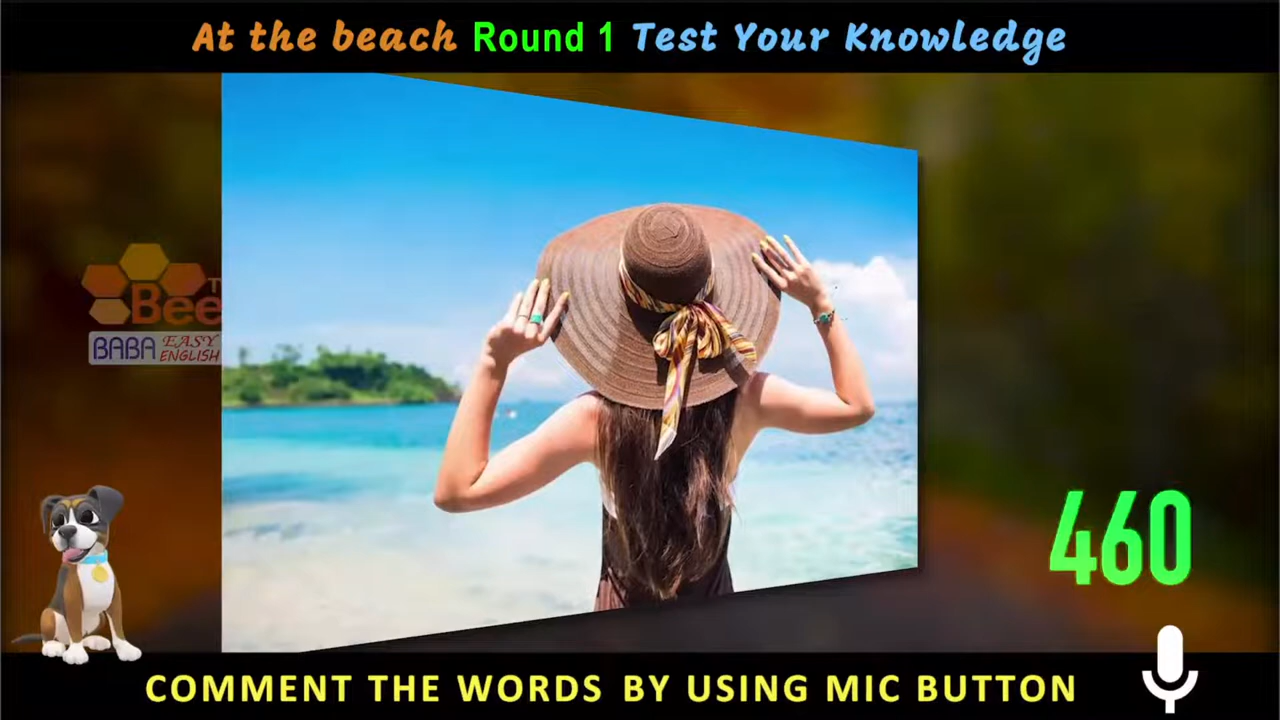 At the beach Round 1 Test Your Knowledge
Bee
BABA EASY ENGLISH
460
COMMENT THE WORDS BY USING MIC BUTTON